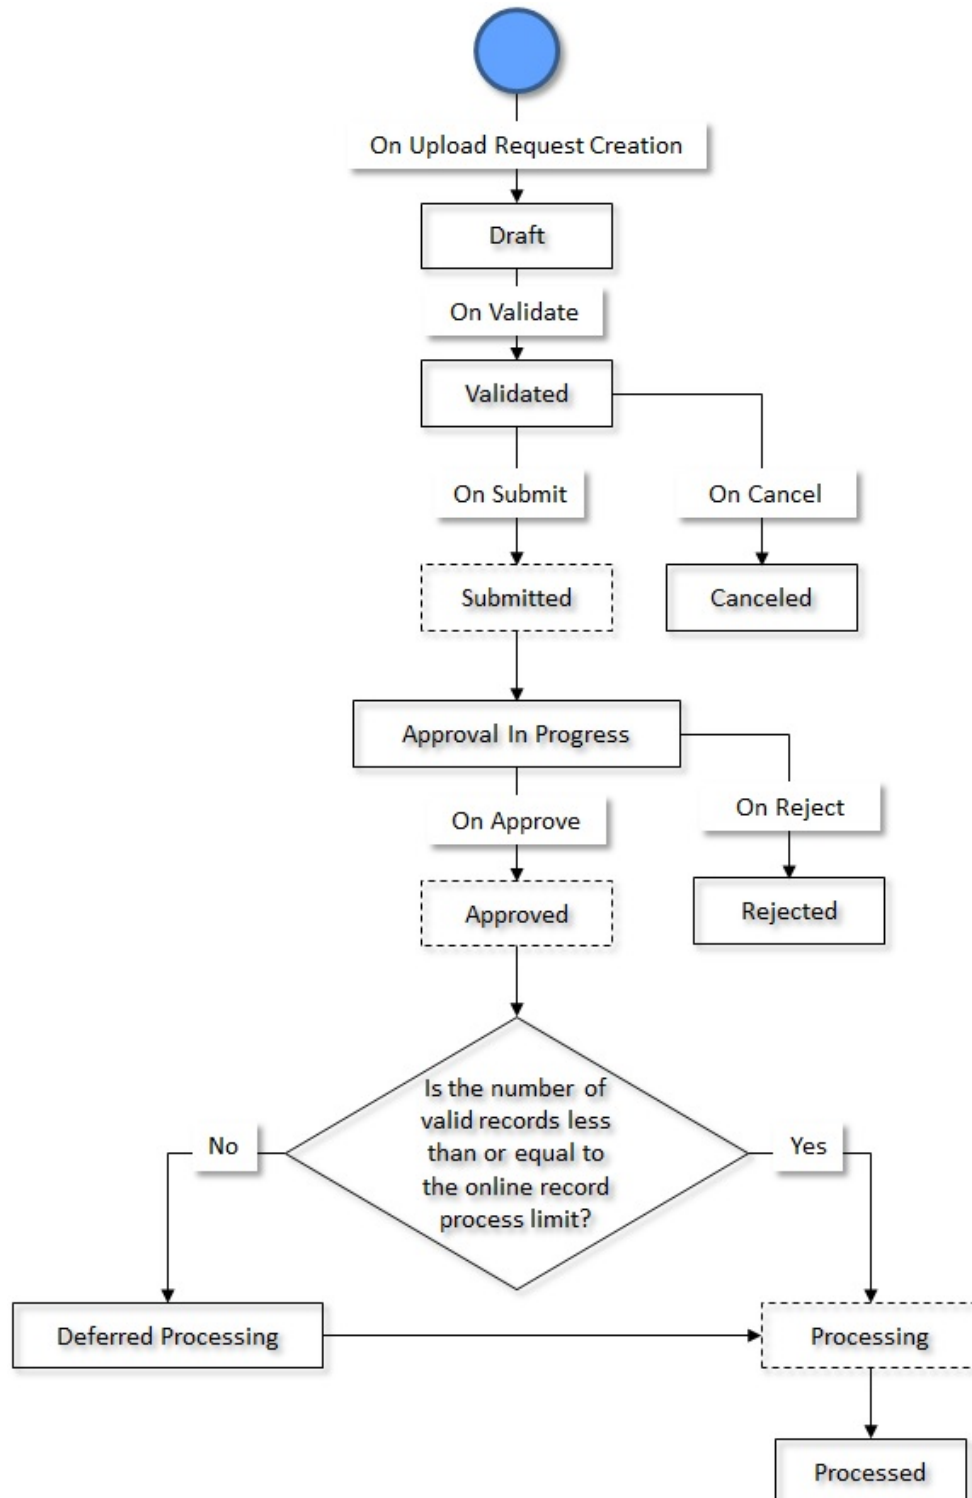 On Upload Request Creation
Draft
On Validate
Validated
On Submit
On Cancel
Submitted
Canceled
Approval In Progress
On Approve
On Reject
Approved
Rejected
Is the number of
valid records less
than or equal to
the online record
process limit?
No
Yes
Deferred Processing
Processing
Processed